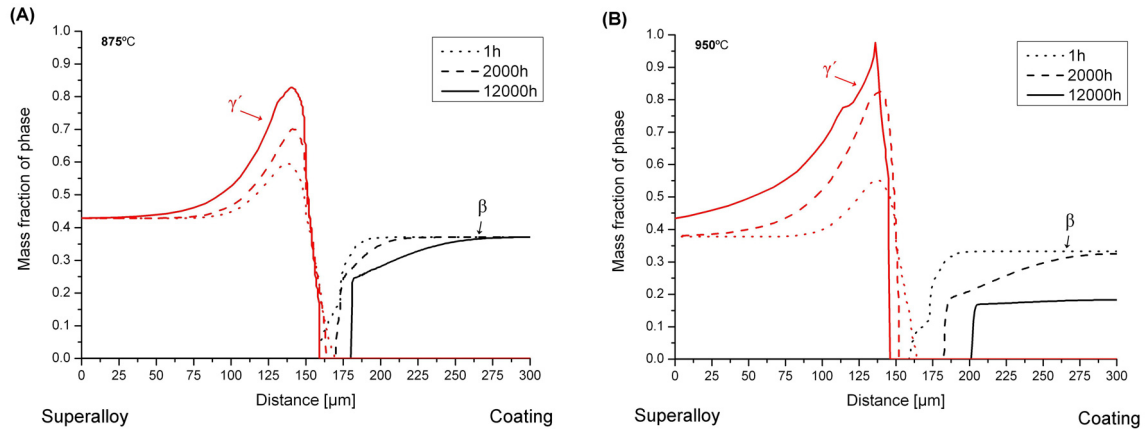 (A)
875ºC
1h
2000h
12000h
γ´
β
Mass fraction of phase
1.0
0.9
0.8
0.7
0.6
0.5
0.4
0.3
0.2
0.1
0.0
0 25 50 75 100 125 150 175 200 225 250 275 300
Distance [µm]
Superalloy Coating
(B)
950ºC
1h
2000h
12000h
γ´
β
Mass fraction of phase
1.0
0.9
0.8
0.7
0.6
0.5
0.4
0.3
0.2
0.1
0.0
0 25 50 75 100 125 150 175 200 225 250 275 300
Distance [µm]
Superalloy Coating